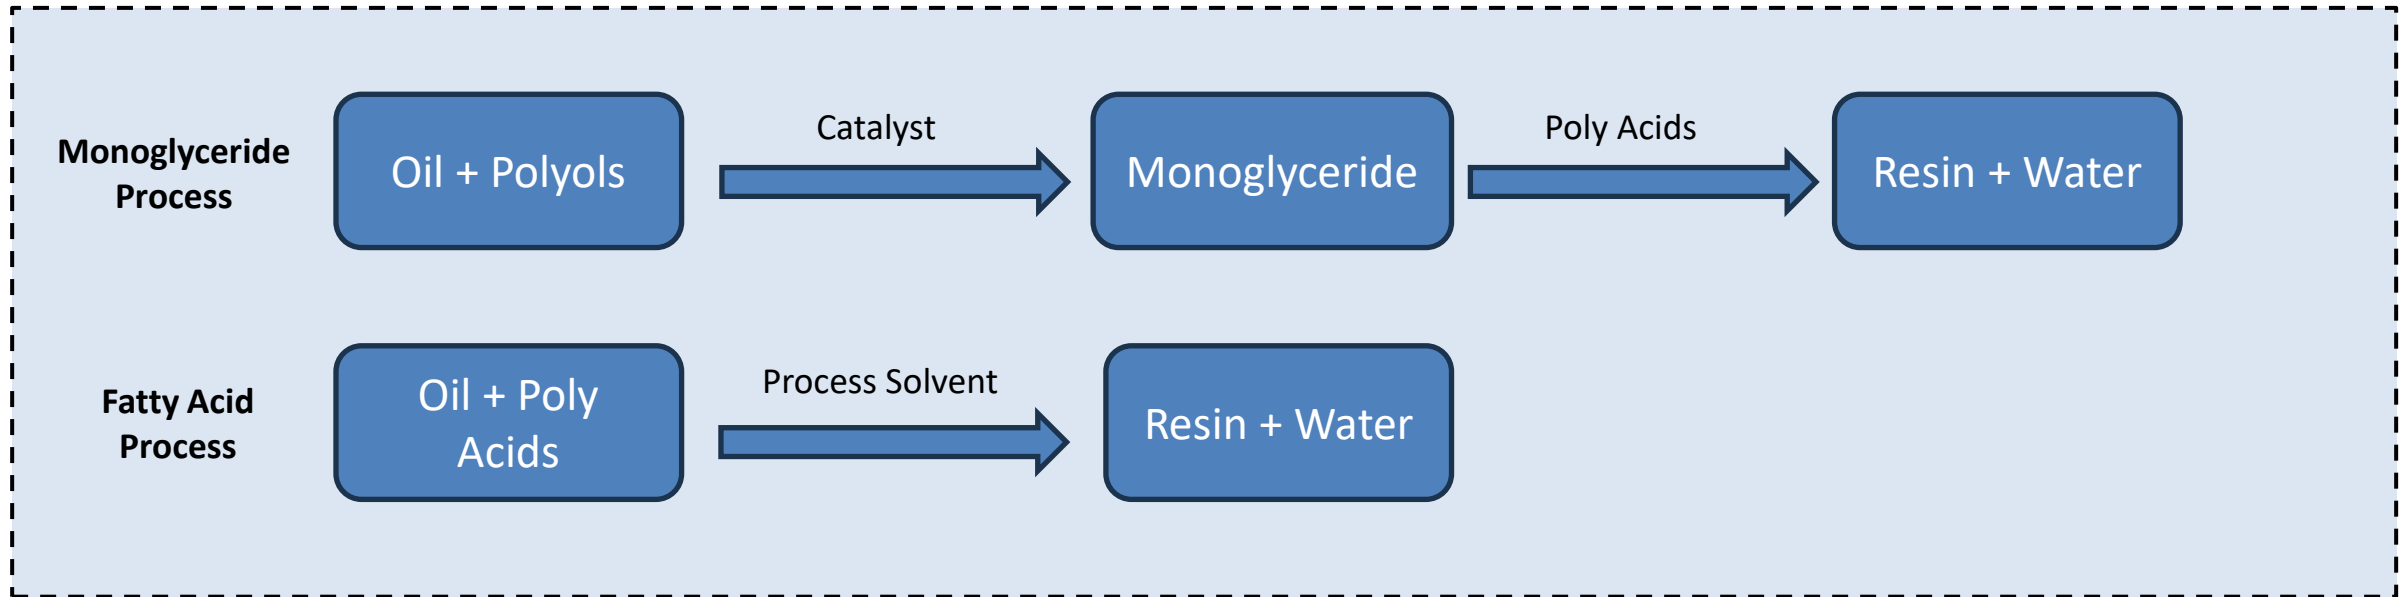 Monoglyceride
Process
Oil + Polyols
Catalyst
Monoglyceride
Poly Acids
Resin + Water
Fatty Acid
Process
Oil + Poly
Acids
Process Solvent
Resin + Water